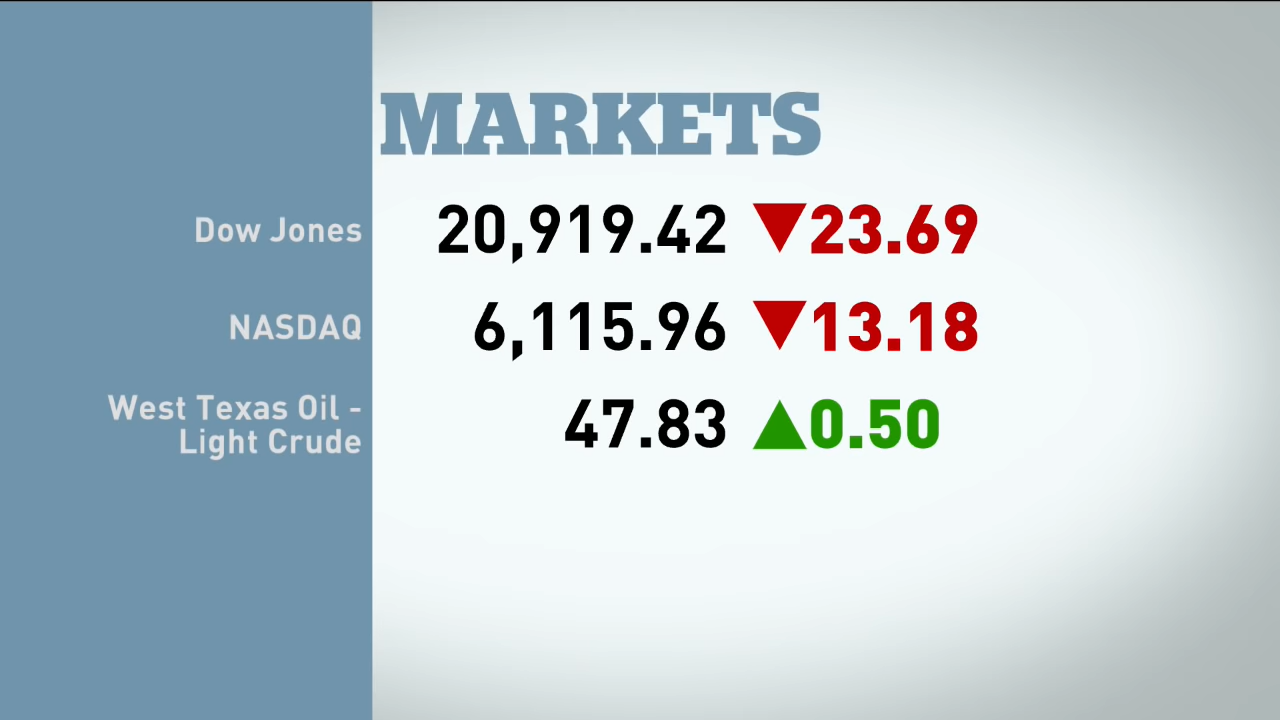 MARKETS
Dow Jones 20,919.42 ▼23.69
NASDAQ 6,115.96 ▼13.18
West Texas Oil -
Light Crude 47.83 ▲0.50